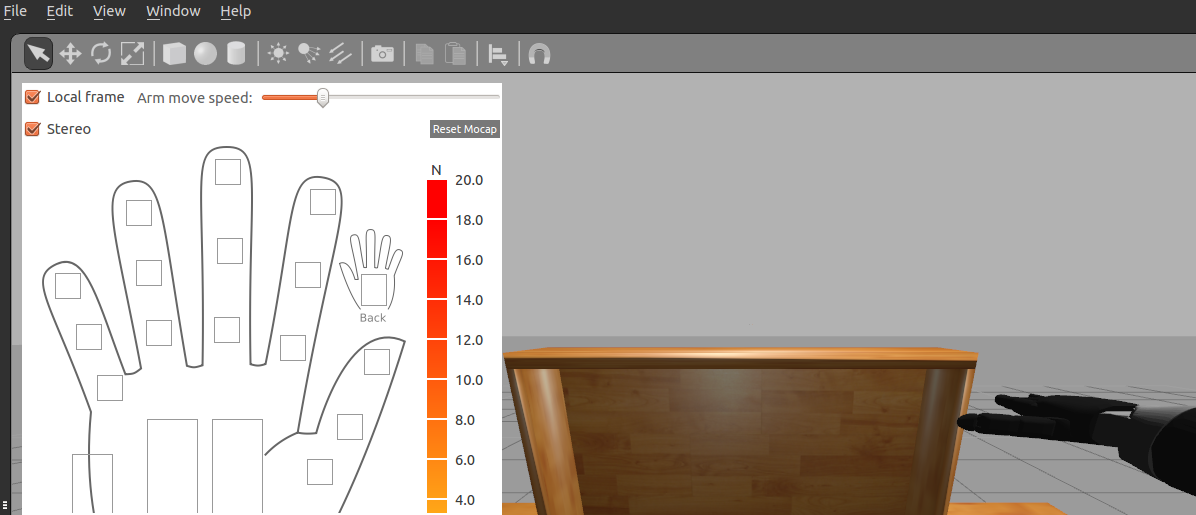 File Edit View Window Help
Local frame Arm move speed:
Stereo
Reset Mocap
N
20.0
18.0
16.0
14.0
12.0
10.0
8.0
6.0
4.0
Back